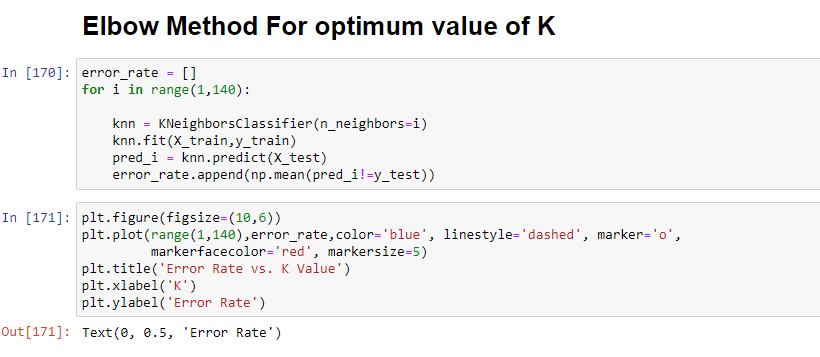 Elbow Method For optimum value of K
In [170]: error_rate = []
for i in range(1,140):
knn = KNeighborsClassifier(n_neighbors=i)
knn.fit(X_train,y_train)
pred_i = knn.predict(X_test)
error_rate.append(np.mean(pred_i!=y_test))
In [171]: plt.figure(figsize=(10,6))
plt.plot(range(1,140),error_rate,color='blue', linestyle='dashed', marker='o',
markerfacecolor='red', markersize=5)
plt.title('Error Rate vs. K Value')
plt.xlabel('K')
plt.ylabel('Error Rate')
Out[171]: Text(0, 0.5, 'Error Rate')